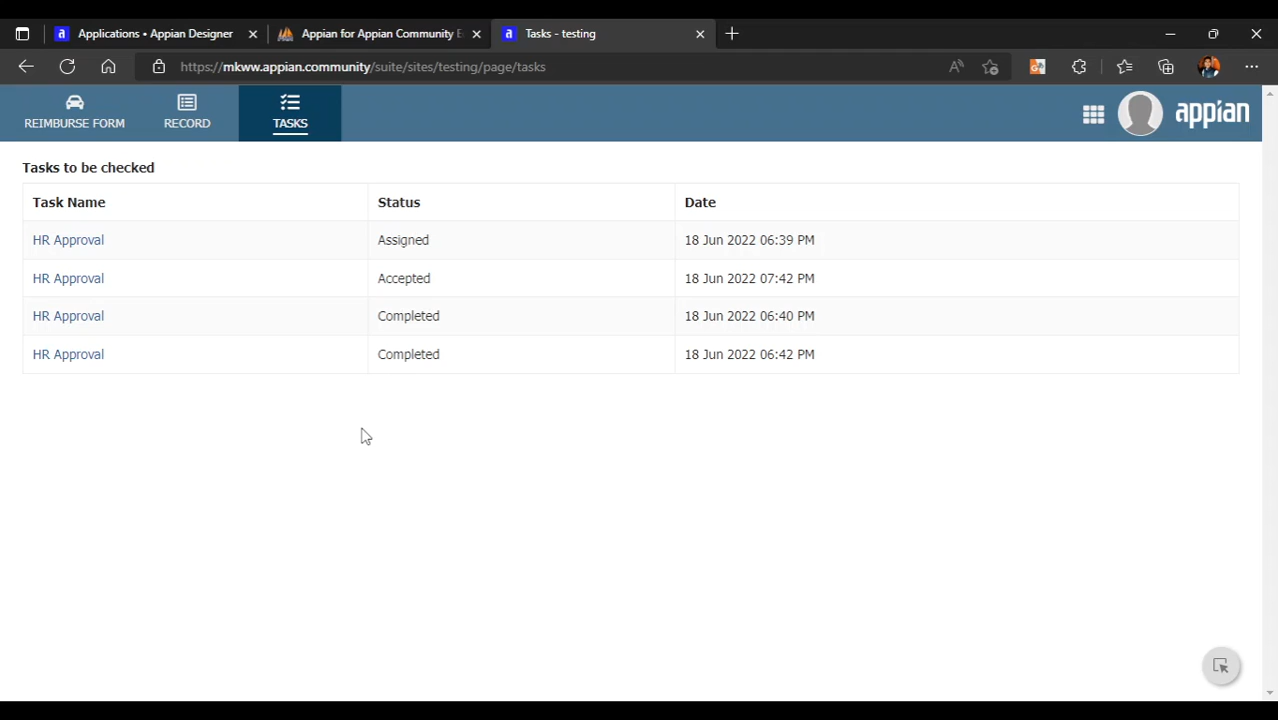 Applications • Appian Designer
Appian for Appian Community E
Tasks - testing
https://mkww.appian.community/suite/sites/testing/page/tasks
REIMBURSE FORM
RECORD
TASKS
appian
Tasks to be checked
Task Name Status Date
HR Approval Assigned 18 Jun 2022 06:39 PM
HR Approval Accepted 18 Jun 2022 07:42 PM
HR Approval Completed 18 Jun 2022 06:40 PM
HR Approval Completed 18 Jun 2022 06:42 PM